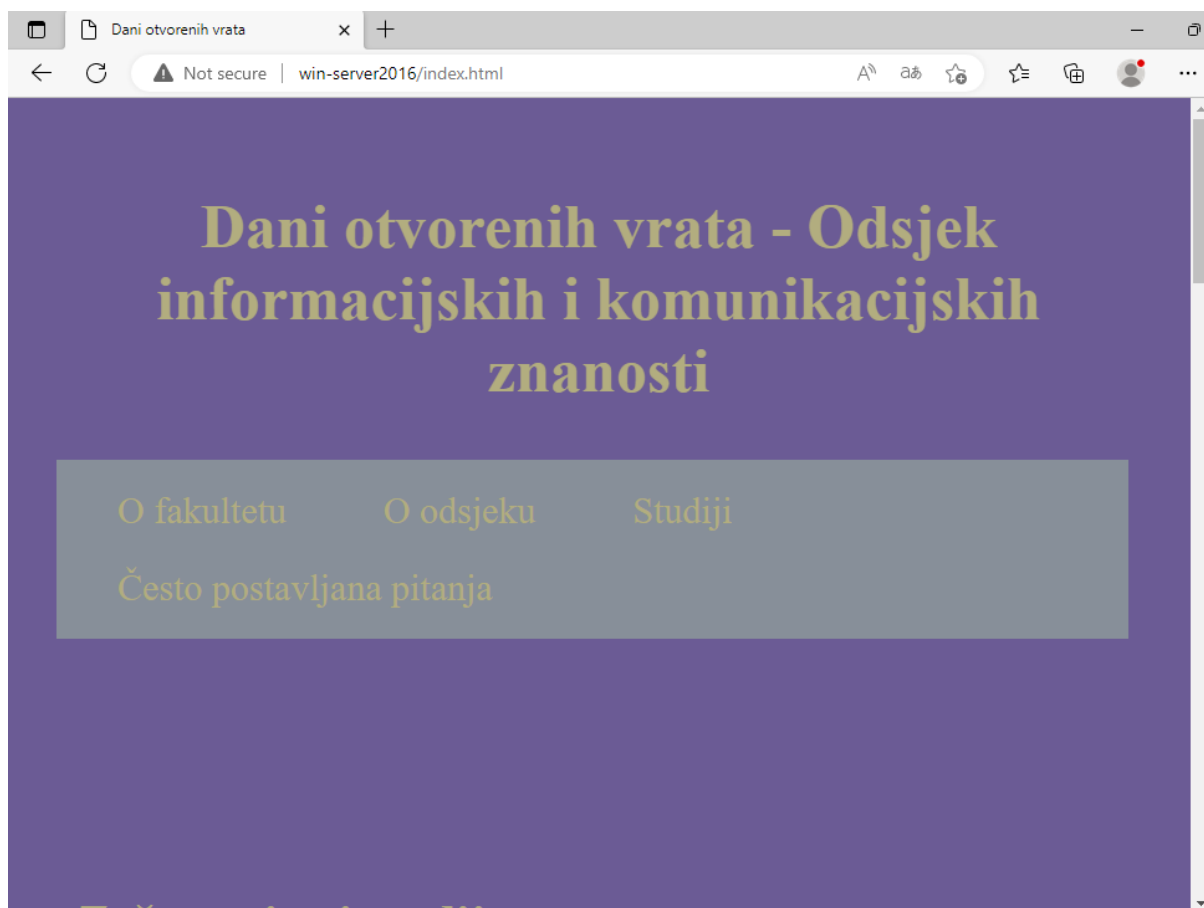 Dani otvorenih vrata
Not secure | win-server2016/index.html
Dani otvorenih vrata - Odsjek
informacijskih i komunikacijskih
znanosti
O fakultetu O odsjeku Studiji
Često postavljana pitanja